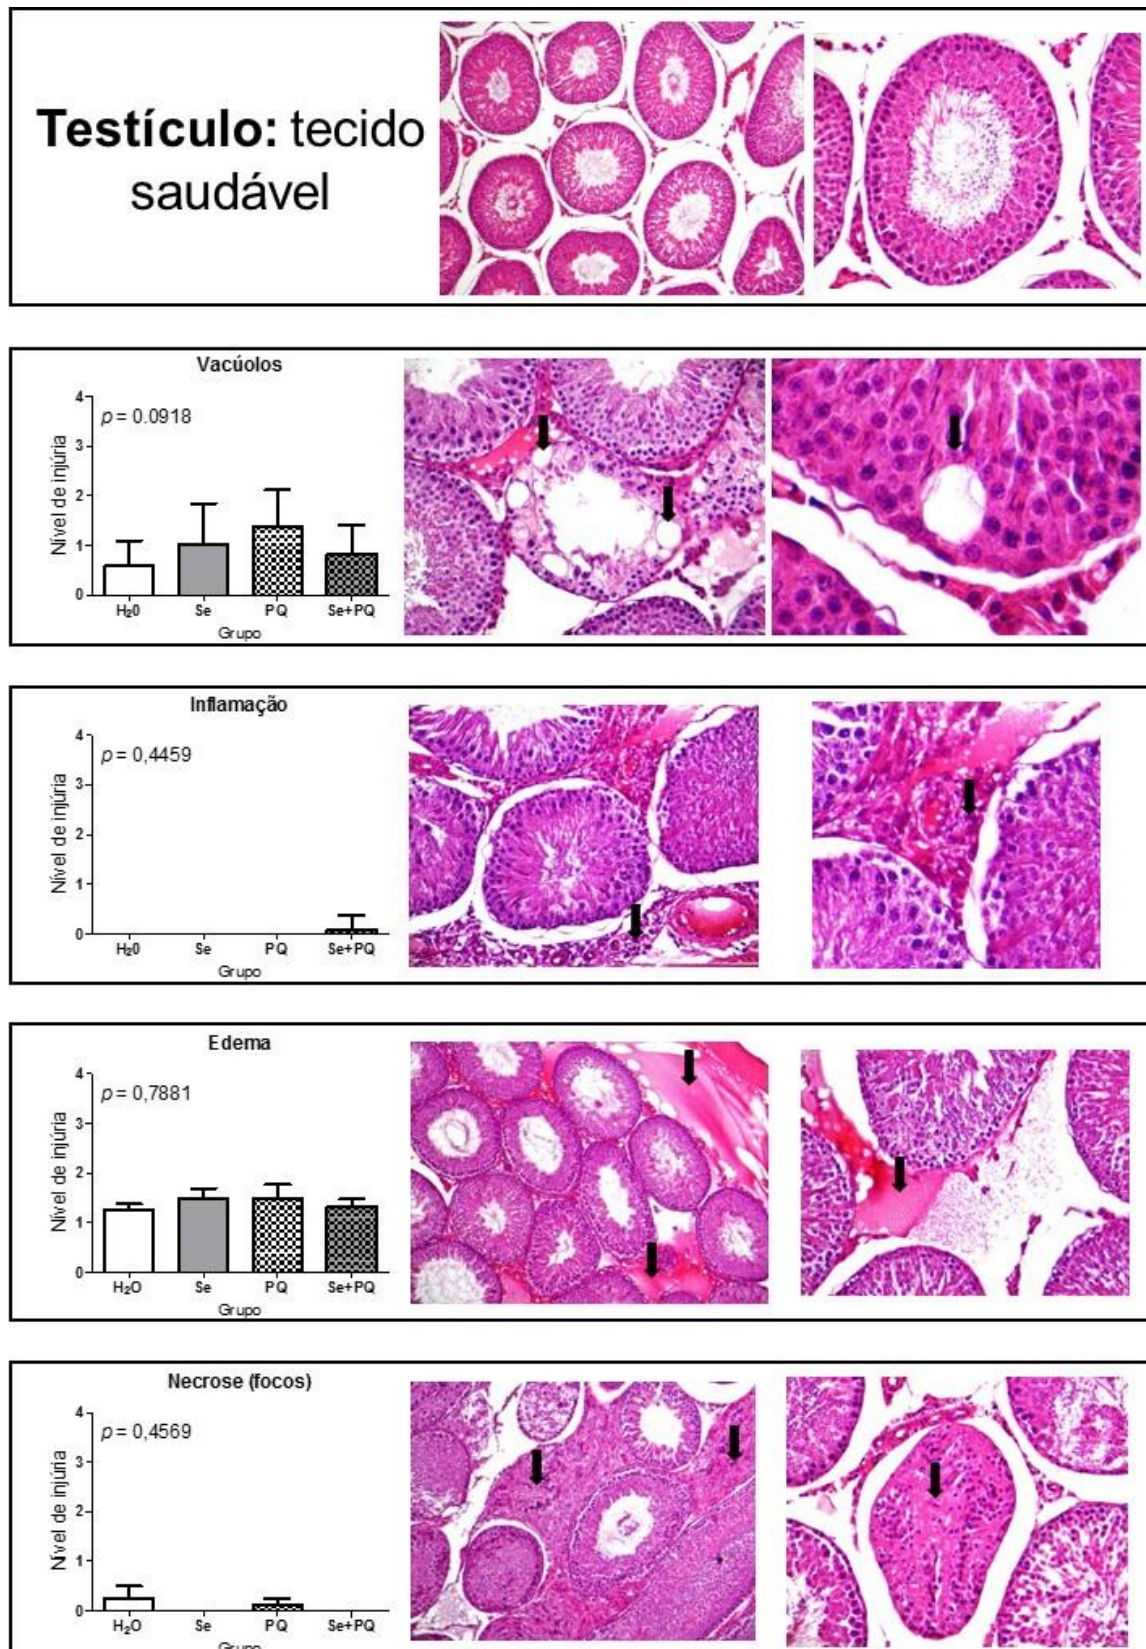 Testículo: tecido
saudável
Vacúolos
p = 0.0918
Nível de injúria
4
3
2
1
0
H₂0 Se PQ Se+PQ
Grupo
Inflamação
p = 0,4459
Nível de injúria
4
3
2
1
0
H₂0 Se PQ Se+PQ
Grupo
Edema
p = 0,7881
Nível de injúria
4
3
2
1
0
H₂O Se PQ Se+PQ
Grupo
Necrose (focos)
p = 0,4569
Nível de injúria
4
3
2
1
0
H₂O Se PQ Se+PQ
Grupo